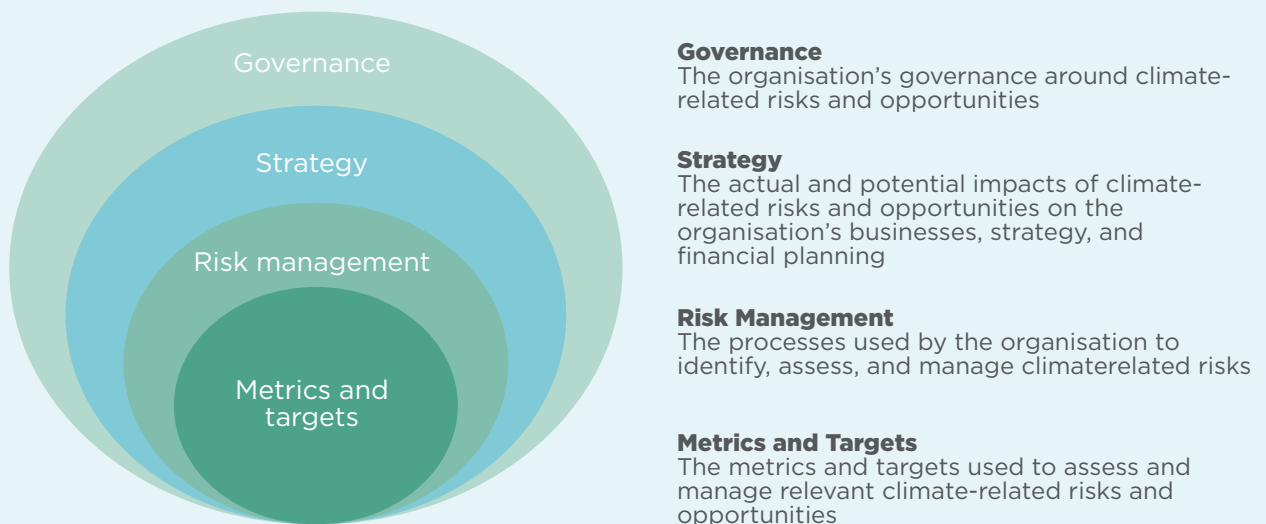 Governance
Strategy
Risk management
Metrics and
targets
Governance
The organisation’s governance around climate-
related risks and opportunities
Strategy
The actual and potential impacts of climate-
related risks and opportunities on the
organisation’s businesses, strategy, and
financial planning
Risk Management
The processes used by the organisation to
identify, assess, and manage climaterelated risks
Metrics and Targets
The metrics and targets used to assess and
manage relevant climate-related risks and
opportunities